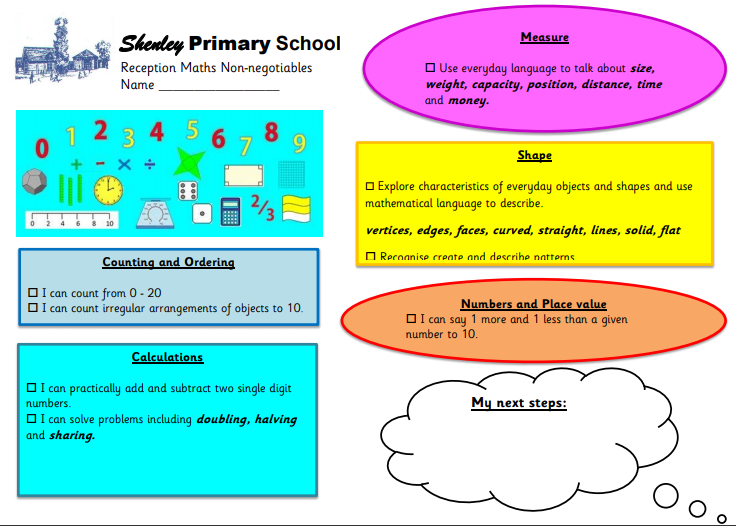 Shenley Primary School
Reception Maths Non-negotiables
Name ___________________
0 1 2 3 4 5 6 7 8 9
+ - × ÷
2/3
0 2 4 6 8 10
Counting and Ordering
☐ I can count from 0 - 20
☐ I can count irregular arrangements of objects to 10.
Calculations
☐ I can practically add and subtract two single digit
numbers.
☐ I can solve problems including doubling, halving
and sharing.
Measure
☐ Use everyday language to talk about size,
weight, capacity, position, distance, time
and money.
Shape
☐ Explore characteristics of everyday objects and shapes and use
mathematical language to describe.
vertices, edges, faces, curved, straight, lines, solid, flat
☐ Recognise create and describe patterns
Numbers and Place value
☐ I can say 1 more and 1 less than a given
number to 10.
My next steps: